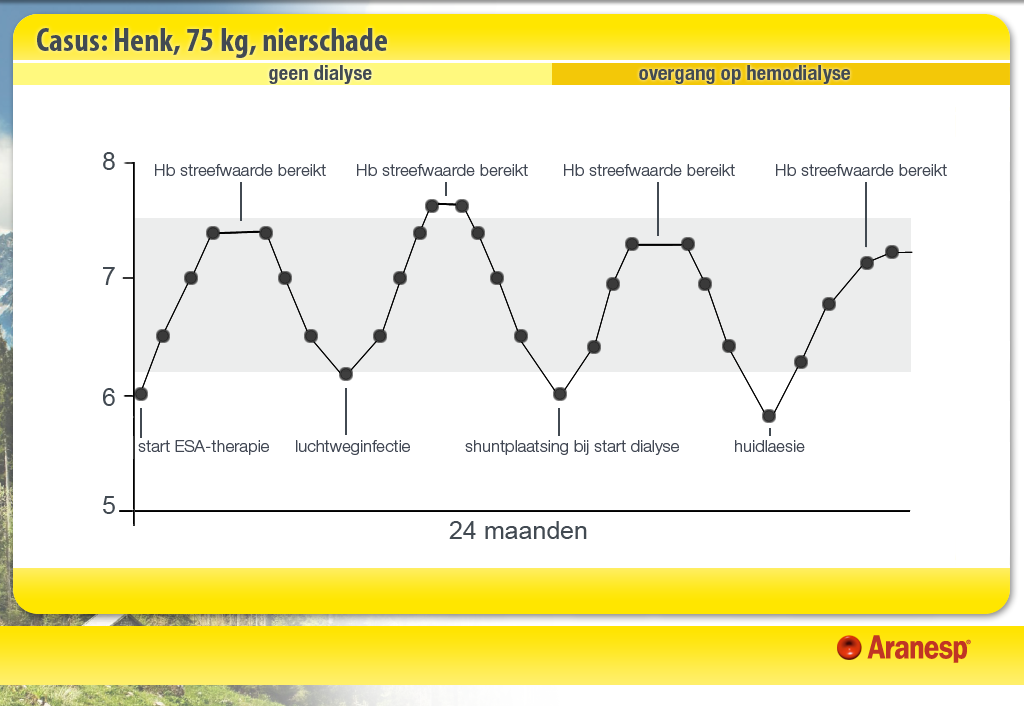 Casus: Henk, 75 kg, nierschade
geen dialyse
overgang op hemodialyse
8
Hb streefwaarde bereikt
Hb streefwaarde bereikt
Hb streefwaarde bereikt
Hb streefwaarde bereikt
7
6
start ESA-therapie
luchtweginfectie
shuntplaatsing bij start dialyse
huidlaesie
5
24 maanden
Aranesp®